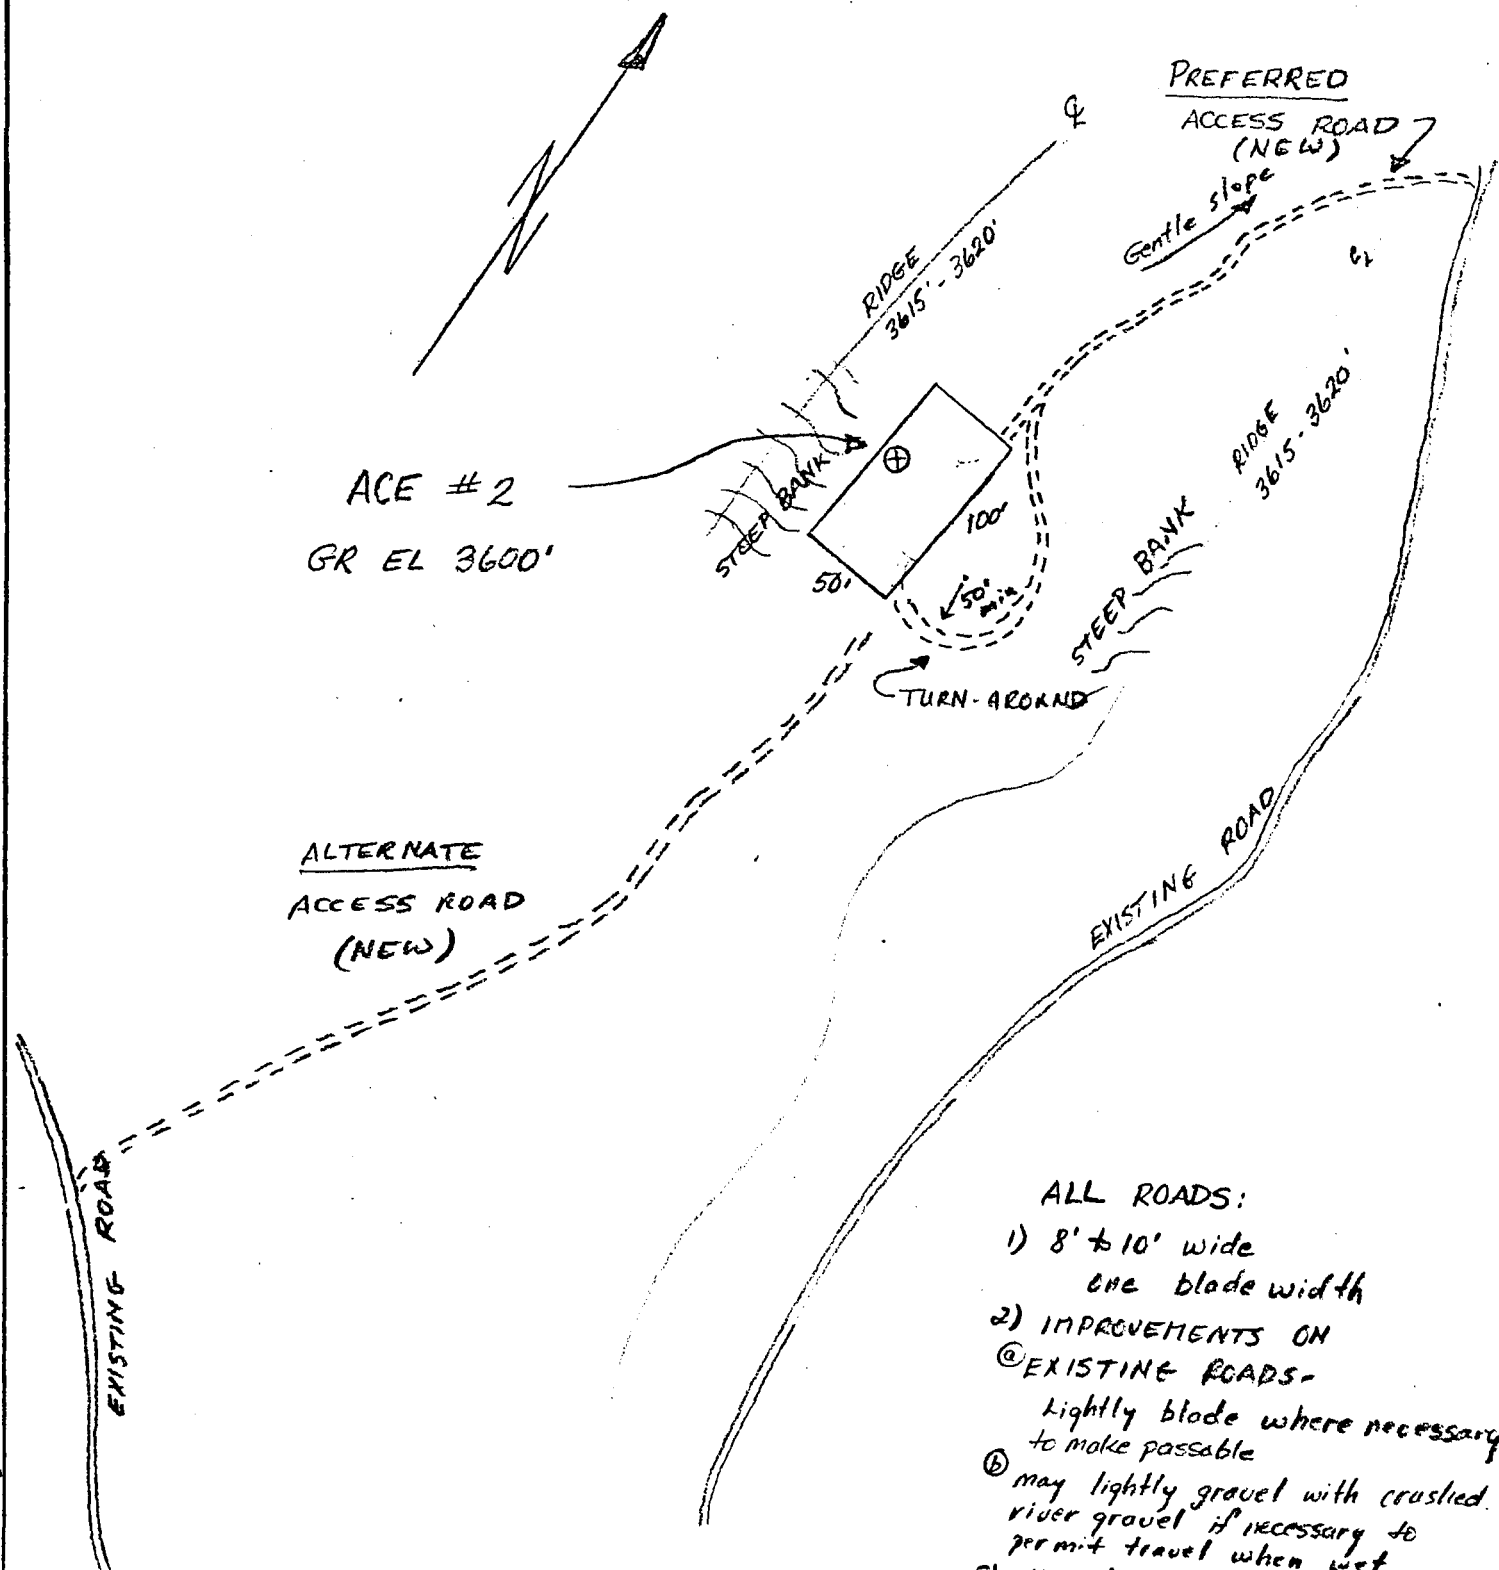 PREFERRED
ACCESS ROAD
(NEW)
℄
Gentle slope
RIDGE
3615' - 3620'
RIDGE
3615 - 3620'
ACE #2
GR EL 3600'
STEEP BANK
100'
50'
50'
min
STEEP BANK
TURN-AROUND
ALTERNATE
ACCESS ROAD
(NEW)
EXISTING ROAD
EXISTING ROAD
ALL ROADS:
1) 8' to 10' wide
one blade width
2) IMPROVEMENTS ON
ⓐ EXISTING ROADS-
Lightly blade where necessary
to make passable
ⓑ may lightly gravel with crushed
river gravel if necessary to
permit travel when wet